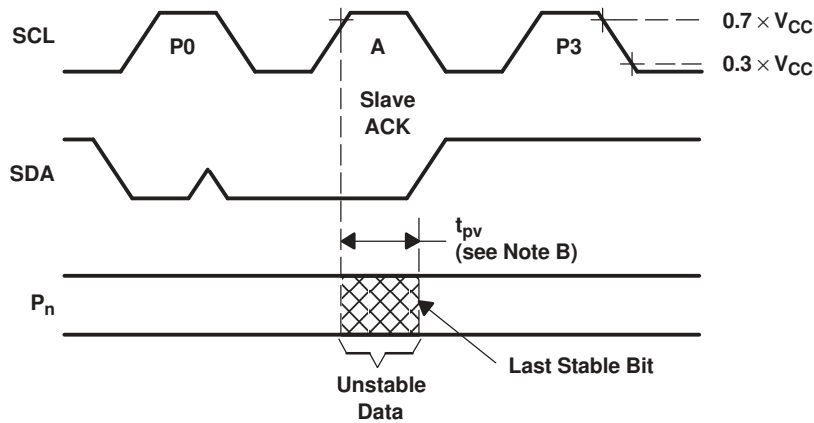 SCL
P0
A
P3
0.7 × VCC
0.3 × VCC
Slave
ACK
SDA
tpv
(see Note B)
Pn
Last Stable Bit
Unstable
Data